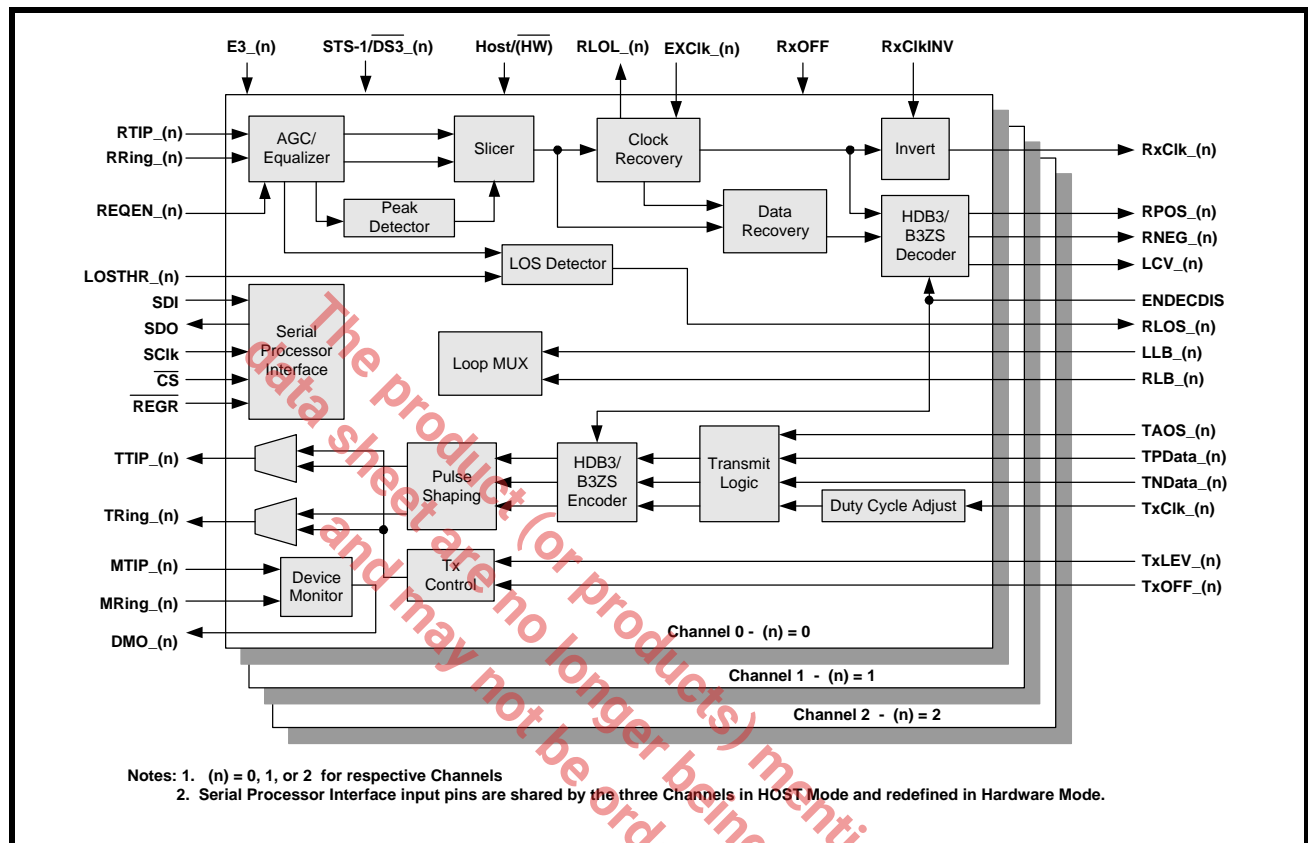 E3_(n) STS-1/DS3_(n) Host/(HW) RLOL_(n) EXClk_(n) RxOFF RxClkINV
RTIP_(n)
RRing_(n)
REQEN_(n)
LOSTHR_(n)
SDI
SDO
SClk
CS
REGR
TTIP_(n)
TRing_(n)
MTIP_(n)
MRing_(n)
DMO_(n)
AGC/
Equalizer
Peak
Detector
Slicer
Clock
Recovery
Invert
Data
Recovery
HDB3/
B3ZS
Decoder
LOS Detector
Serial
Processor
Interface
Loop MUX
Pulse
Shaping
HDB3/
B3ZS
Encoder
Transmit
Logic
Duty Cycle Adjust
Device
Monitor
Tx
Control
RxClk_(n)
RPOS_(n)
RNEG_(n)
LCV_(n)
ENDECDIS
RLOS_(n)
LLB_(n)
RLB_(n)
TAOS_(n)
TPData_(n)
TNData_(n)
TxClk_(n)
TxLEV_(n)
TxOFF_(n)
Channel 0 - (n) = 0
Channel 1 - (n) = 1
Channel 2 - (n) = 2
Notes: 1. (n) = 0, 1, or 2 for respective Channels
2. Serial Processor Interface input pins are shared by the three Channels in HOST Mode and redefined in Hardware Mode.
The product (or products) menti
data sheet are no longer being
and may not be ord